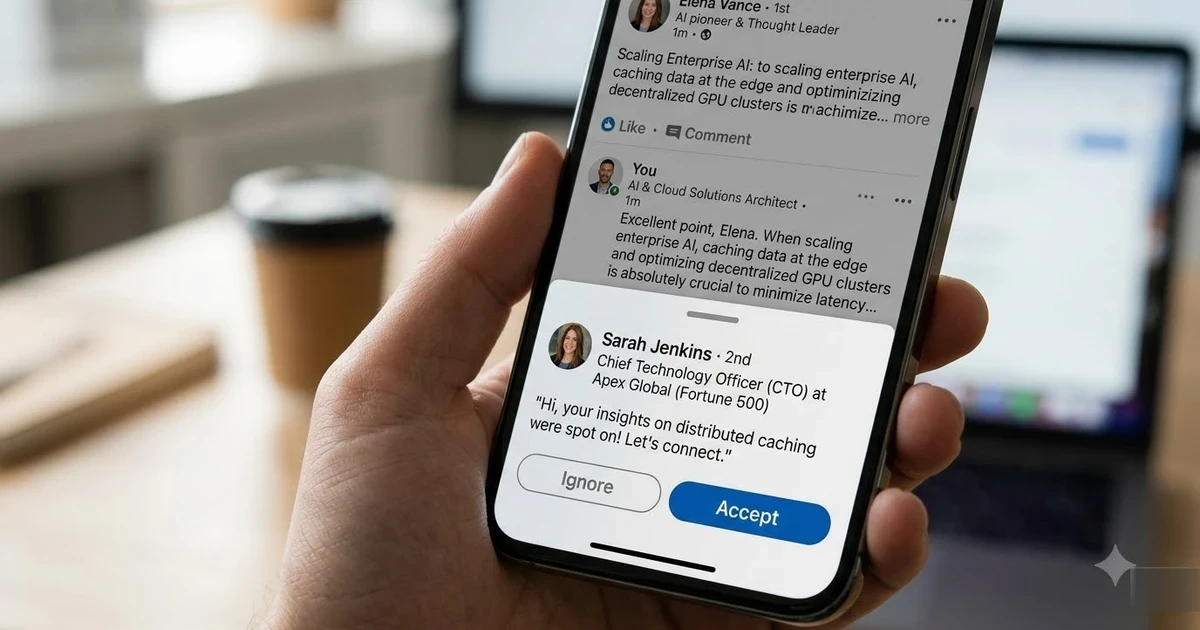 Elena Vance · 1st
AI pioneer & Thought Leader
1m ·
Scaling Enterprise AI: to scaling enterprise AI,
caching data at the edge and optiminizizing
decentralized GPU clusters is machimize... more
Like · Comment
You
AI & Cloud Solutions Architect ·
1m
Excellent point, Elena. When scaling
enterprise AI, caching data at the edge
and optimizing decentralized GPU clusters
is absolutely crucial to minimize latency...
Sarah Jenkins · 2nd
Chief Technology Officer (CTO) at
Apex Global (Fortune 500)
"Hi, your insights on distributed caching
were spot on! Let's connect."
Ignore
Accept